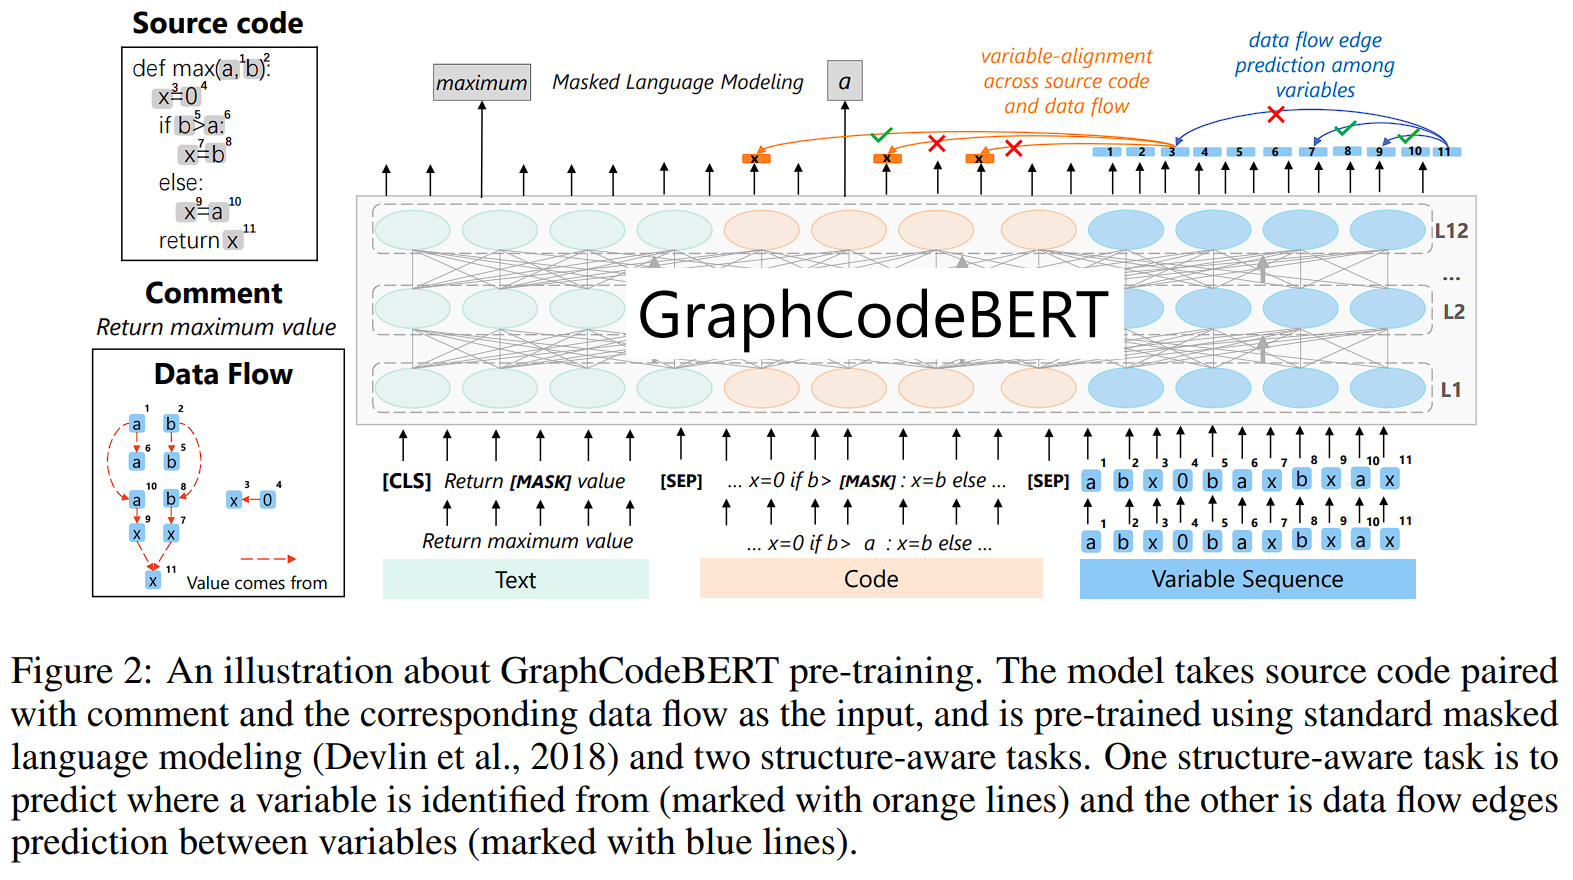 Source code
def max(a,1 b)2:
x3=04
if b5>a:6
x7=b8
else:
x9=a10
return x11
Comment
Return maximum value
Data Flow
1 2
a b
6 5
a b
10 8 3 4
a b x 0
9 7
x x
11
x
Value comes from
maximum Masked Language Modeling a
variable-alignment
across source code
and data flow
data flow edge
prediction among
variables
x x x
1 2 3 4 5 6 7 8 9 10 11
GraphCodeBERT
L12
...
L2
L1
[CLS] Return [MASK] value [SEP] ... x=0 if b> [MASK] : x=b else ... [SEP]
1 2 3 4 5 6 7 8 9 10 11
a b x 0 b a x b x a x
Return maximum value ... x=0 if b> a : x=b else ...
1 2 3 4 5 6 7 8 9 10 11
a b x 0 b a x b x a x
Text Code Variable Sequence
Figure 2: An illustration about GraphCodeBERT pre-training. The model takes source code paired
with comment and the corresponding data flow as the input, and is pre-trained using standard masked
language modeling (Devlin et al., 2018) and two structure-aware tasks. One structure-aware task is to
predict where a variable is identified from (marked with orange lines) and the other is data flow edges
prediction between variables (marked with blue lines).